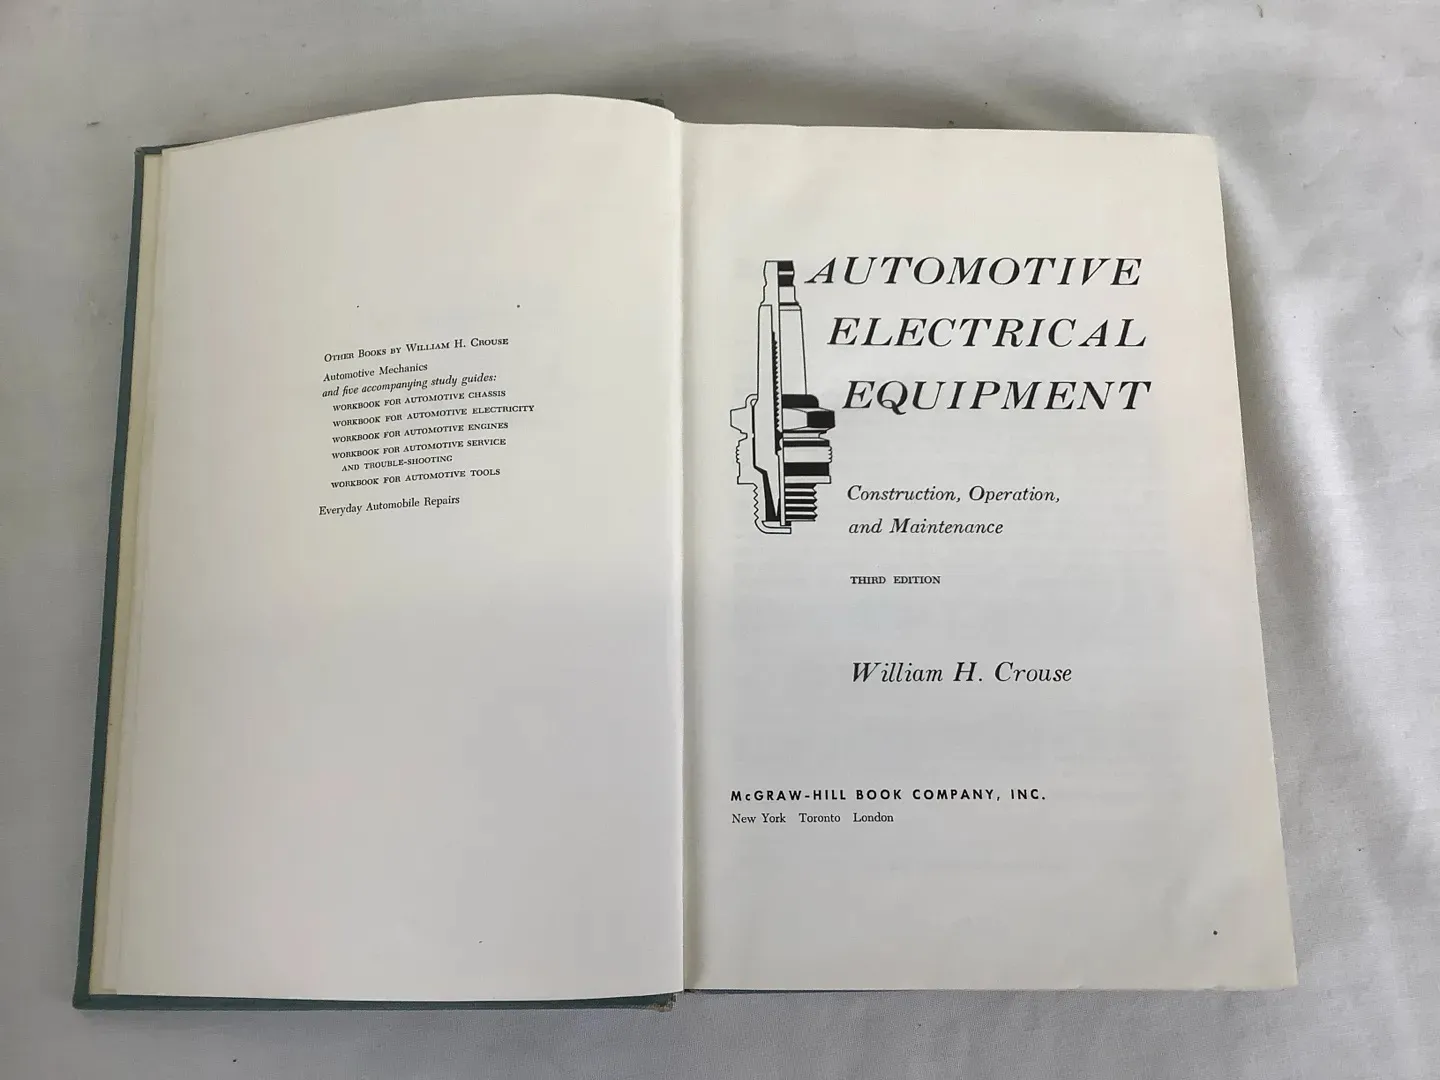 OTHER BOOKS BY WILLIAM H. CROUSE
Automotive Mechanics
and five accompanying study guides:
WORKBOOK FOR AUTOMOTIVE CHASSIS
WORKBOOK FOR AUTOMOTIVE ELECTRICITY
WORKBOOK FOR AUTOMOTIVE ENGINES
WORKBOOK FOR AUTOMOTIVE SERVICE
AND TROUBLE-SHOOTING
WORKBOOK FOR AUTOMOTIVE TOOLS
Everyday Automobile Repairs
AUTOMOTIVE
ELECTRICAL
EQUIPMENT
Construction, Operation,
and Maintenance
THIRD EDITION
William H. Crouse
McGRAW-HILL BOOK COMPANY, INC.
New York Toronto London